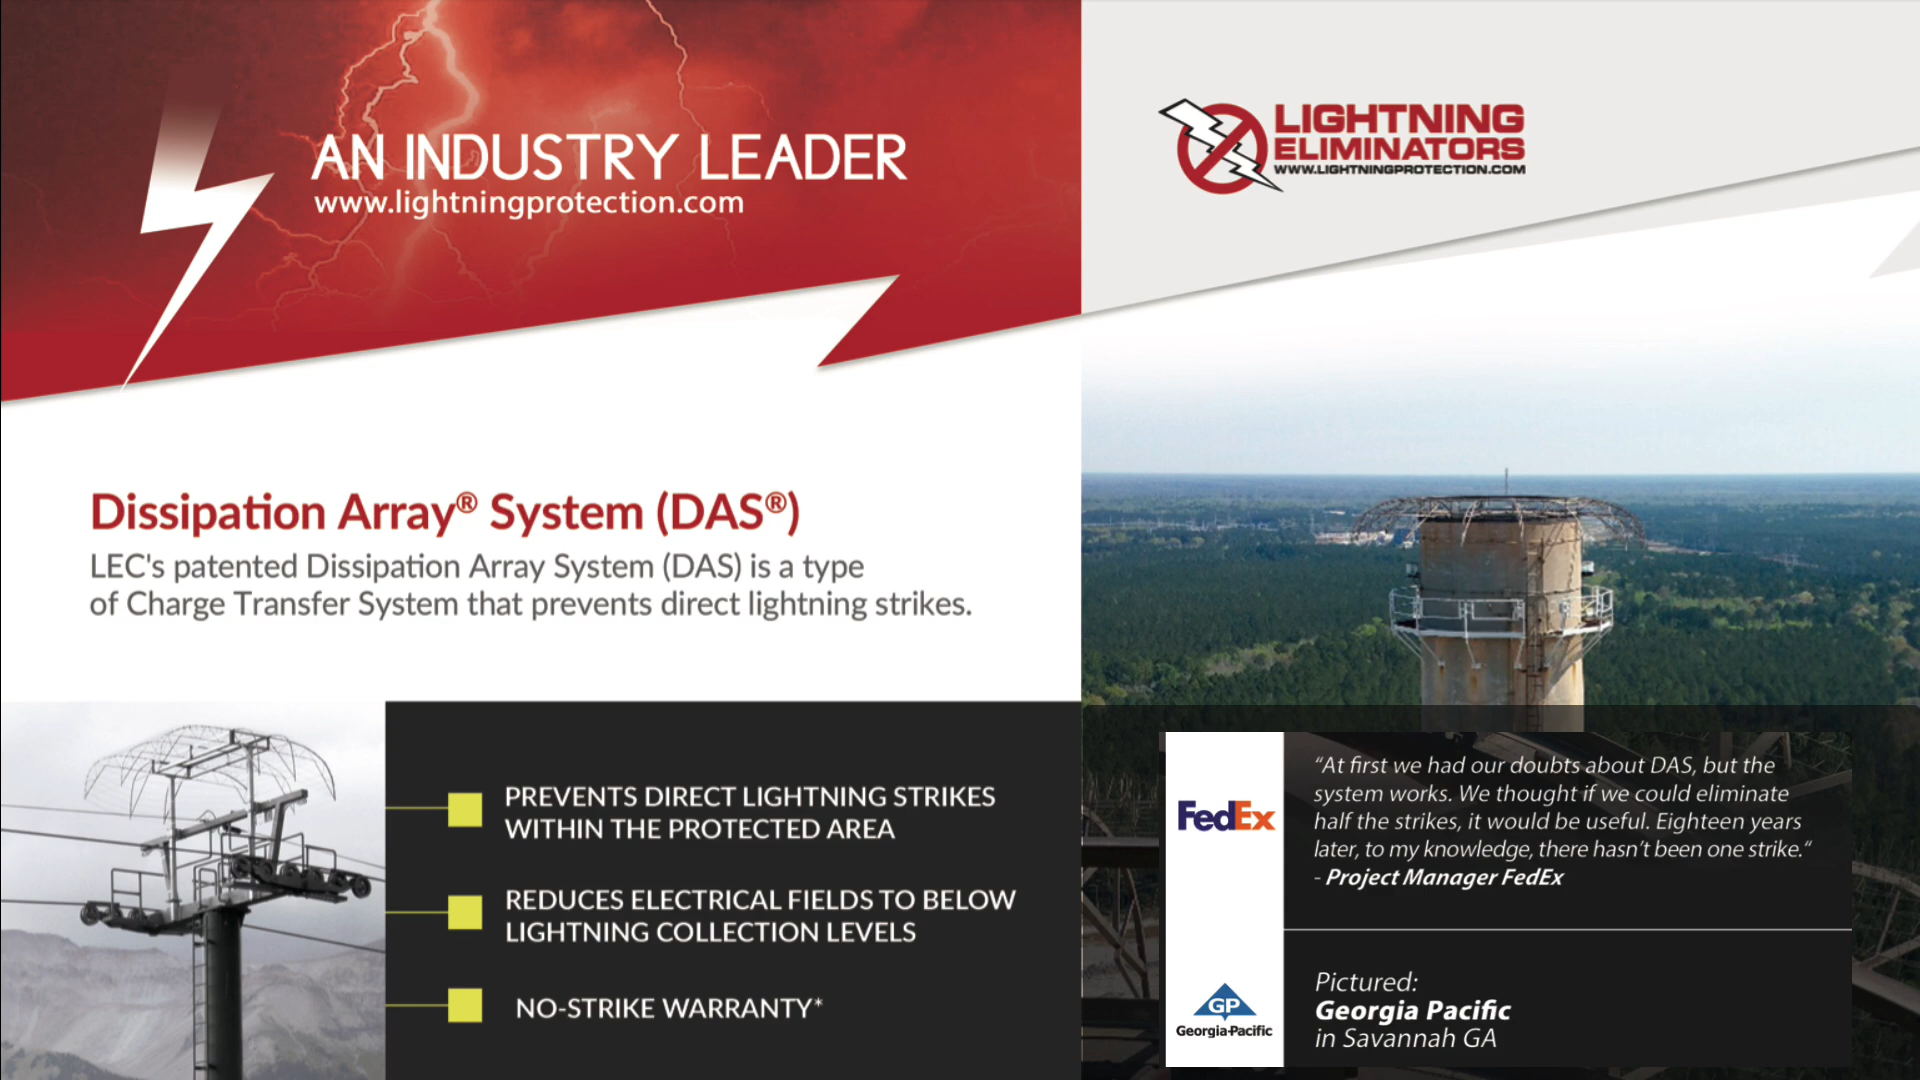 AN INDUSTRY LEADER
www.lightningprotection.com
LIGHTNING
ELIMINATORS
WWW.LIGHTNINGPROTECTION.COM
Dissipation Array® System (DAS®)
LEC's patented Dissipation Array System (DAS) is a type
of Charge Transfer System that prevents direct lightning strikes.
PREVENTS DIRECT LIGHTNING STRIKES
WITHIN THE PROTECTED AREA
REDUCES ELECTRICAL FIELDS TO BELOW
LIGHTNING COLLECTION LEVELS
NO-STRIKE WARRANTY*
FedEx
“At first we had our doubts about DAS, but the
system works. We thought if we could eliminate
half the strikes, it would be useful. Eighteen years
later, to my knowledge, there hasn’t been one strike.“
- Project Manager FedEx
GP
Georgia-Pacific
Pictured:
Georgia Pacific
in Savannah GA